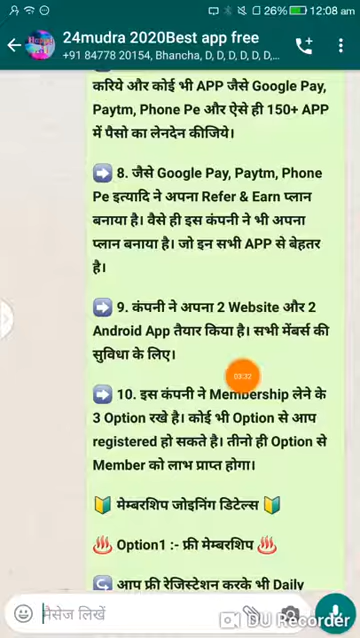 26% 12:08 am
24mudra 2020Best app free
+91 84778 20154, Bhancha, D, D, D, D, D, D,...
करिये और कोई भी APP जैसे Google Pay,
Paytm, Phone Pe और ऐसे ही 150+ APP
में पैसो का लेनदेन कीजिये।
8. जैसे Google Pay, Paytm, Phone
Pe इत्यादि ने अपना Refer & Earn प्लान
बनाया है। वैसे ही इस कंपनी ने भी अपना
प्लान बनाया है। जो इन सभी APP से बेहतर
है।
9. कंपनी ने अपना 2 Website और 2
Android App तैयार किया है। सभी मेंबर्स की
सुविधा के लिए।
03:32
10. इस कंपनी ने Membership लेने के
3 Option रखे है। कोई भी Option से आप
registered हो सकते है। तीनो ही Option से
Member को लाभ प्राप्त होगा।
मेम्बरशिप जोइनिंग डिटेल्स
Option1 :- फ्री मेम्बरशिप
आप फ्री रेजिस्टेशन करके भी Daily
मैसेज लिखें
DU Recorder